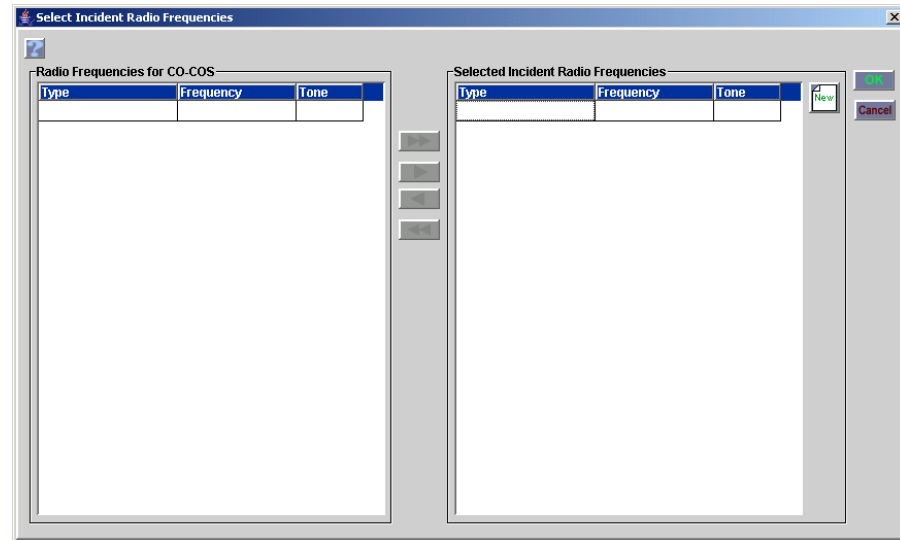 Select Incident Radio Frequencies
?
Radio Frequencies for CO-COS
Type Frequency Tone
Selected Incident Radio Frequencies
Type Frequency Tone
New
OK
Cancel